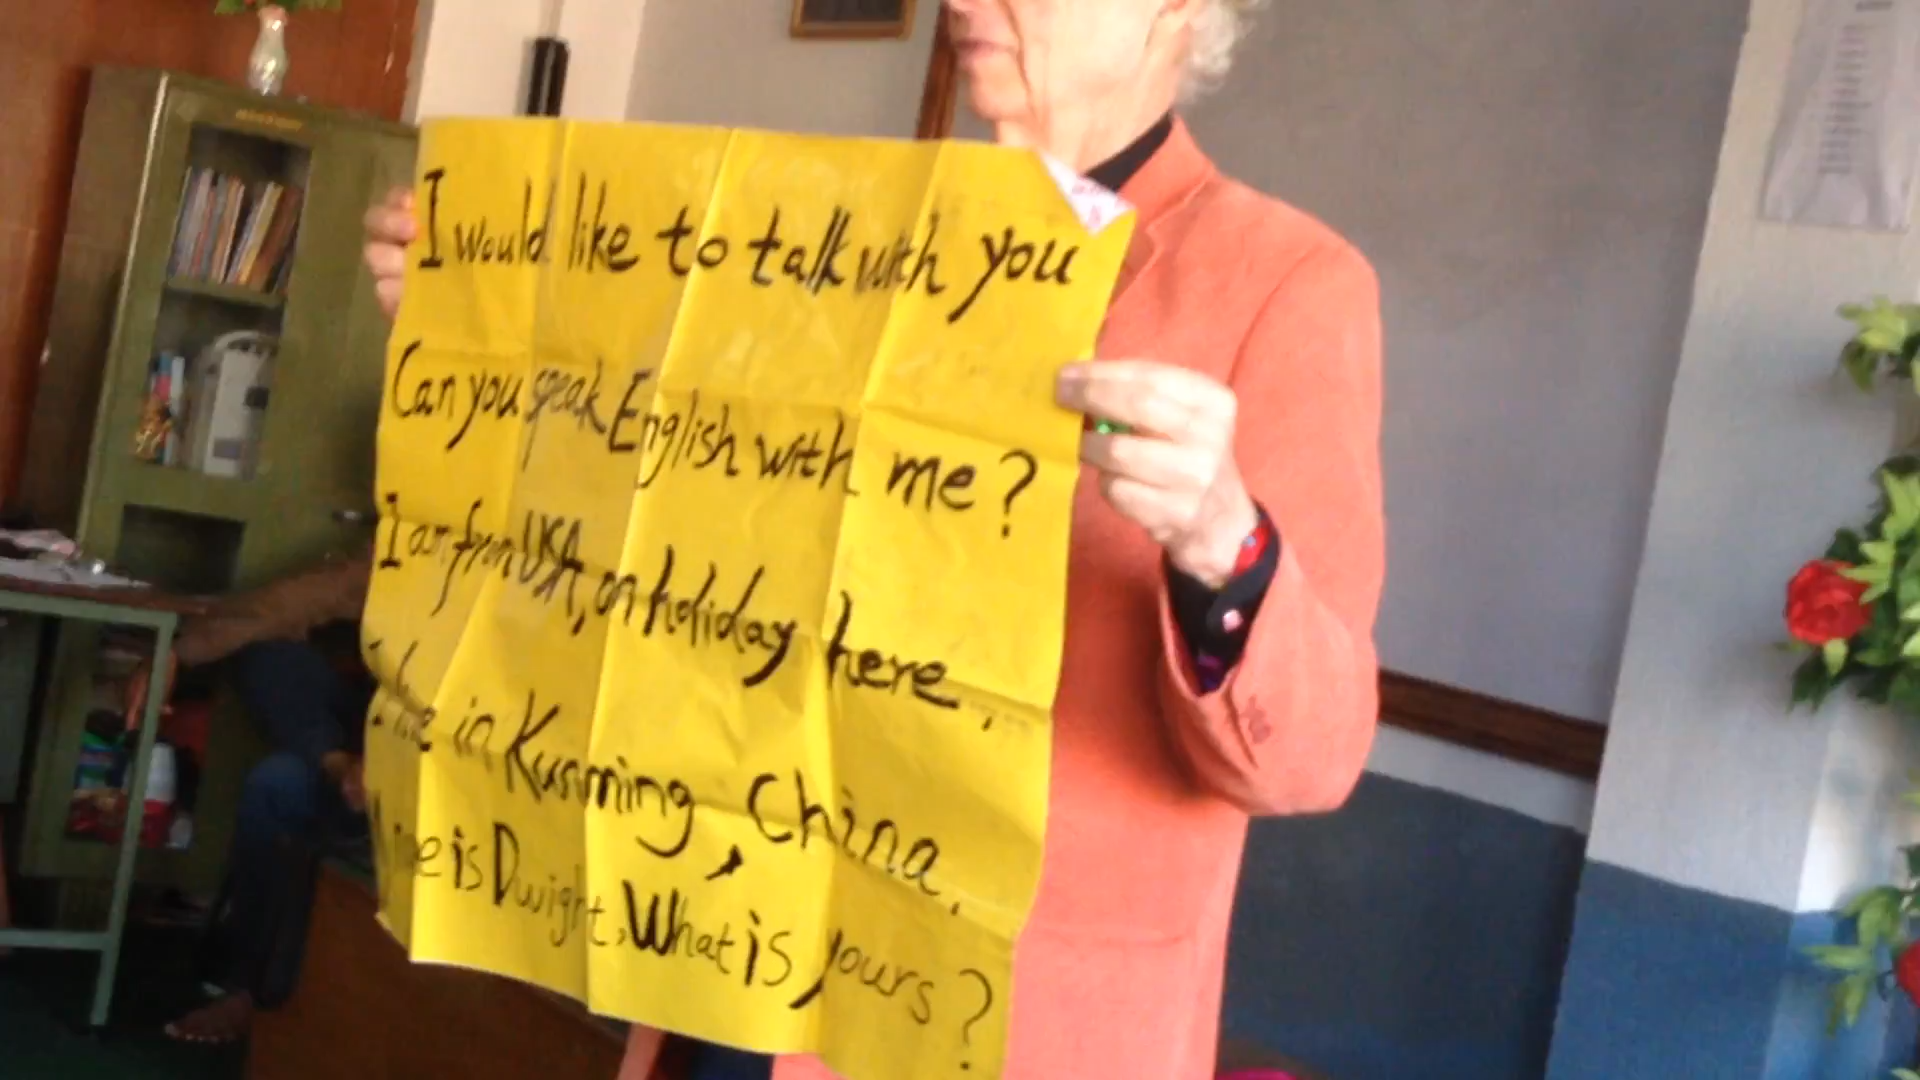 I would like to talk with you
Can you speak English with me?
I am from USA, on holiday here.
I live in Kunming, China.
is Dwight, What is yours?